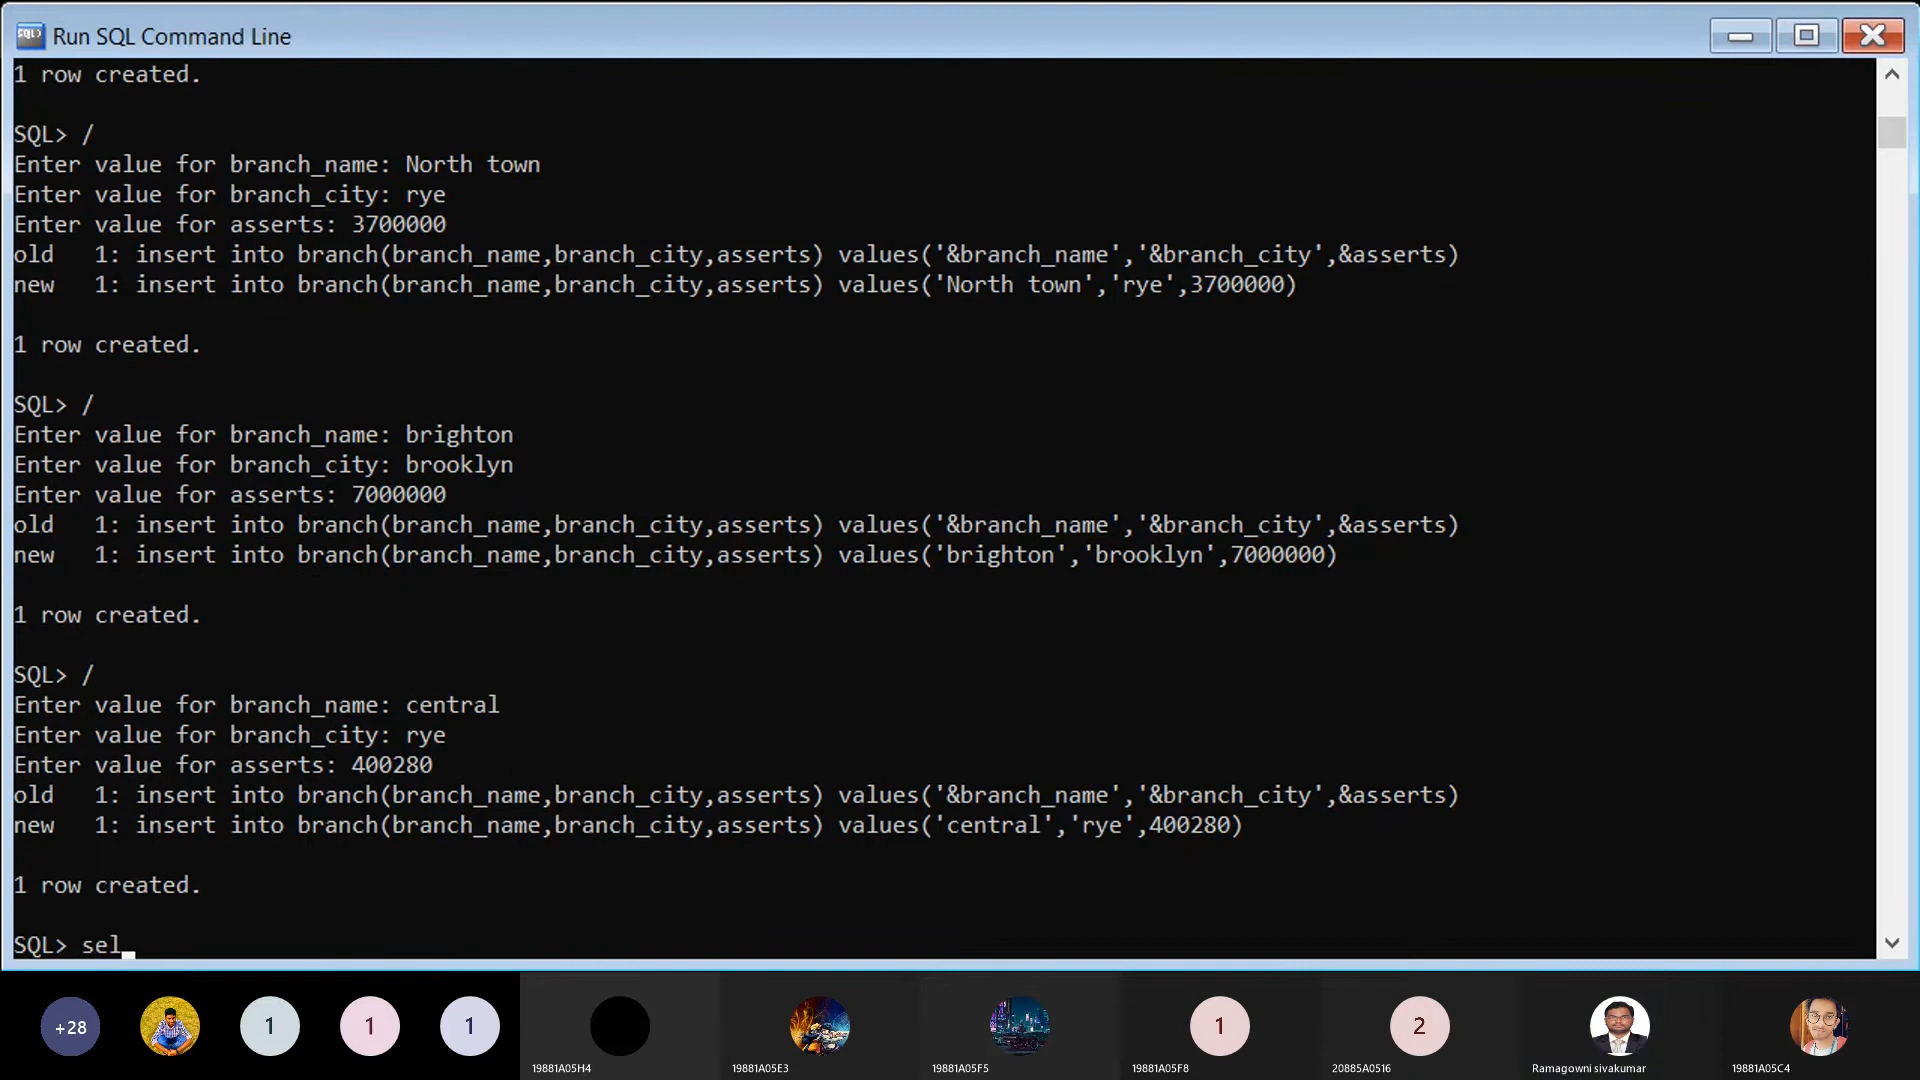 Run SQL Command Line
1 row created.
SQL> /
Enter value for branch_name: North town
Enter value for branch_city: rye
Enter value for asserts: 3700000
old   1: insert into branch(branch_name,branch_city,asserts) values('&branch_name','&branch_city',&asserts)
new   1: insert into branch(branch_name,branch_city,asserts) values('North town','rye',3700000)
1 row created.
SQL> /
Enter value for branch_name: brighton
Enter value for branch_city: brooklyn
Enter value for asserts: 7000000
old   1: insert into branch(branch_name,branch_city,asserts) values('&branch_name','&branch_city',&asserts)
new   1: insert into branch(branch_name,branch_city,asserts) values('brighton','brooklyn',7000000)
1 row created.
SQL> /
Enter value for branch_name: central
Enter value for branch_city: rye
Enter value for asserts: 400280
old   1: insert into branch(branch_name,branch_city,asserts) values('&branch_name','&branch_city',&asserts)
new   1: insert into branch(branch_name,branch_city,asserts) values('central','rye',400280)
1 row created.
SQL> sel
+28 1 1 1 1 2
19881A05H4 19881A05E3 19881A05F5 19881A05F8 20885A0516 Ramagowni sivakumar 19881A05C4